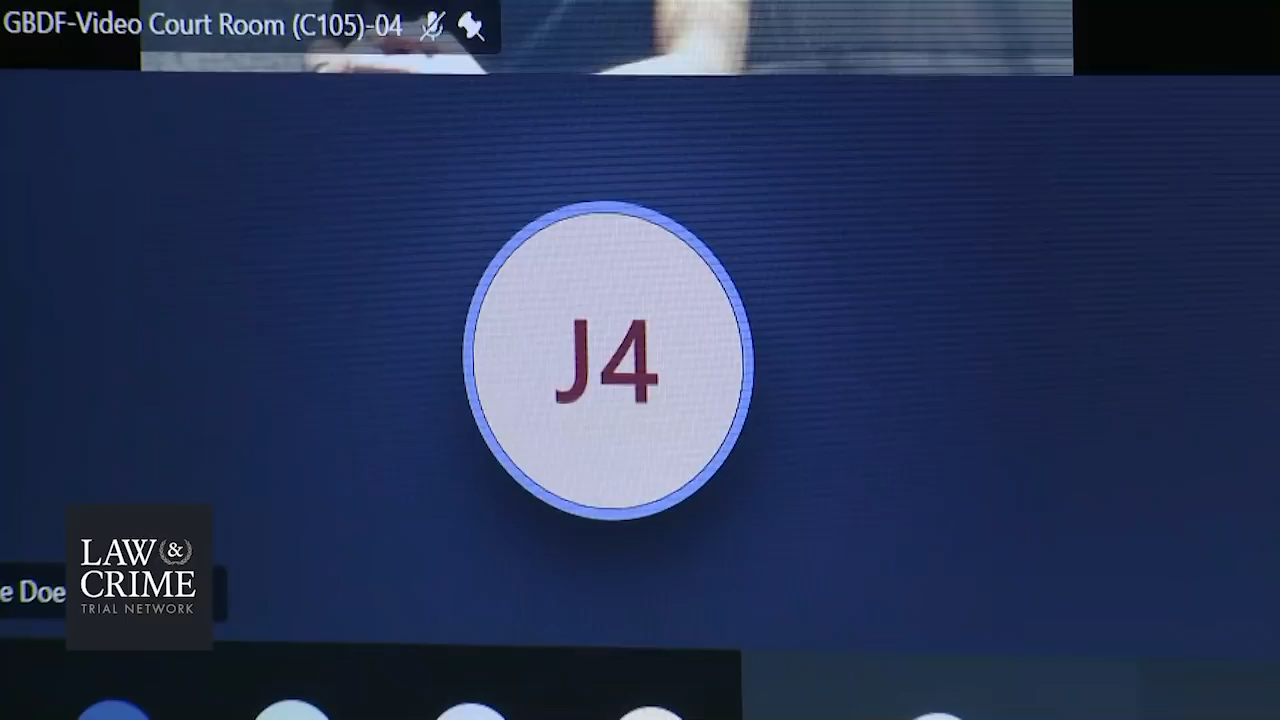 GBDF-Video Court Room (C105)-04
J4
e Doe
LAW &
CRIME
TRIAL NETWORK